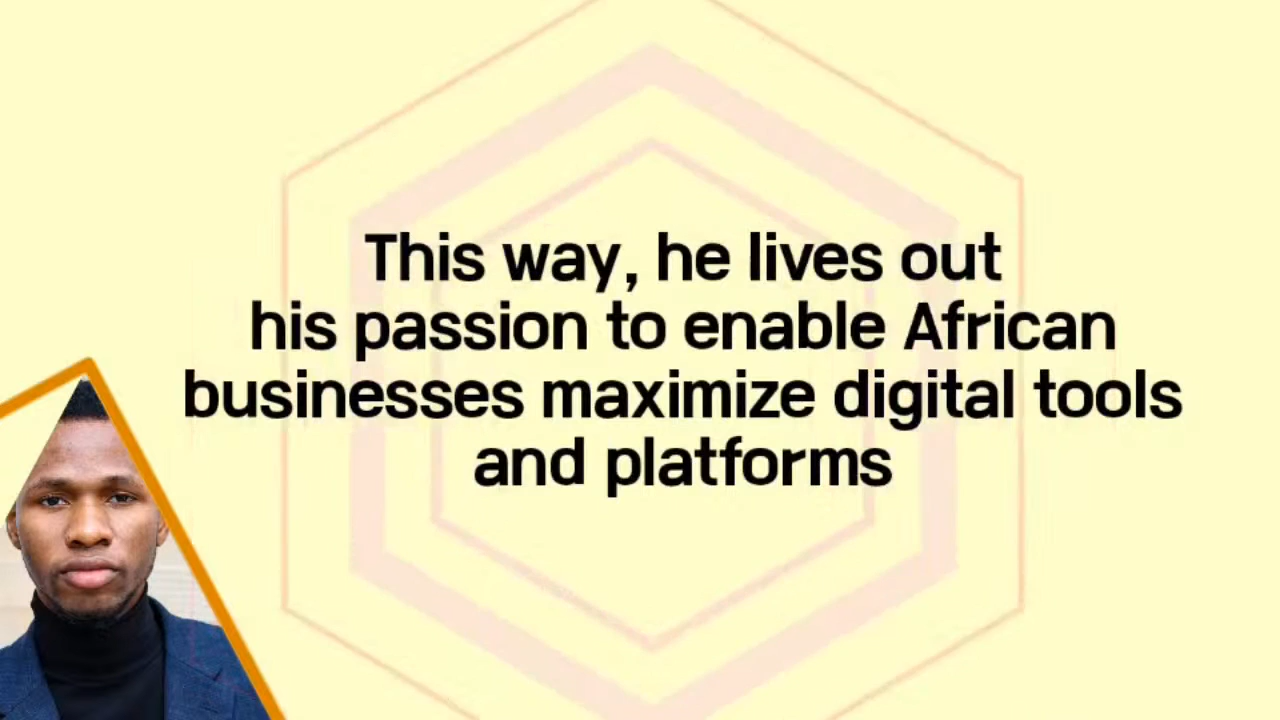 This way, he lives out
his passion to enable African
businesses maximize digital tools
and platforms